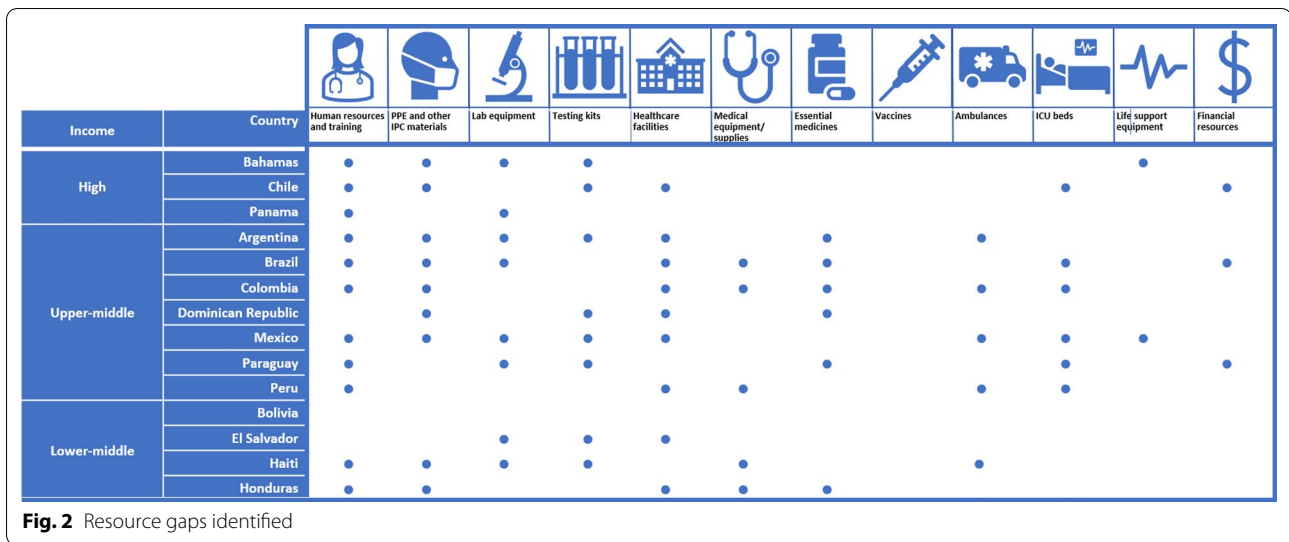 Income
Country
Human resources and training
PPE and other IPC materials
Lab equipment
Testing kits
Healthcare facilities
Medical equipment/ supplies
Essential medicines
Vaccines
Ambulances
ICU beds
Life support equipment
Financial resources
High
Bahamas
Chile
Panama
Upper-middle
Argentina
Brazil
Colombia
Dominican Republic
Mexico
Paraguay
Peru
Lower-middle
Bolivia
El Salvador
Haiti
Honduras
Fig. 2 Resource gaps identified